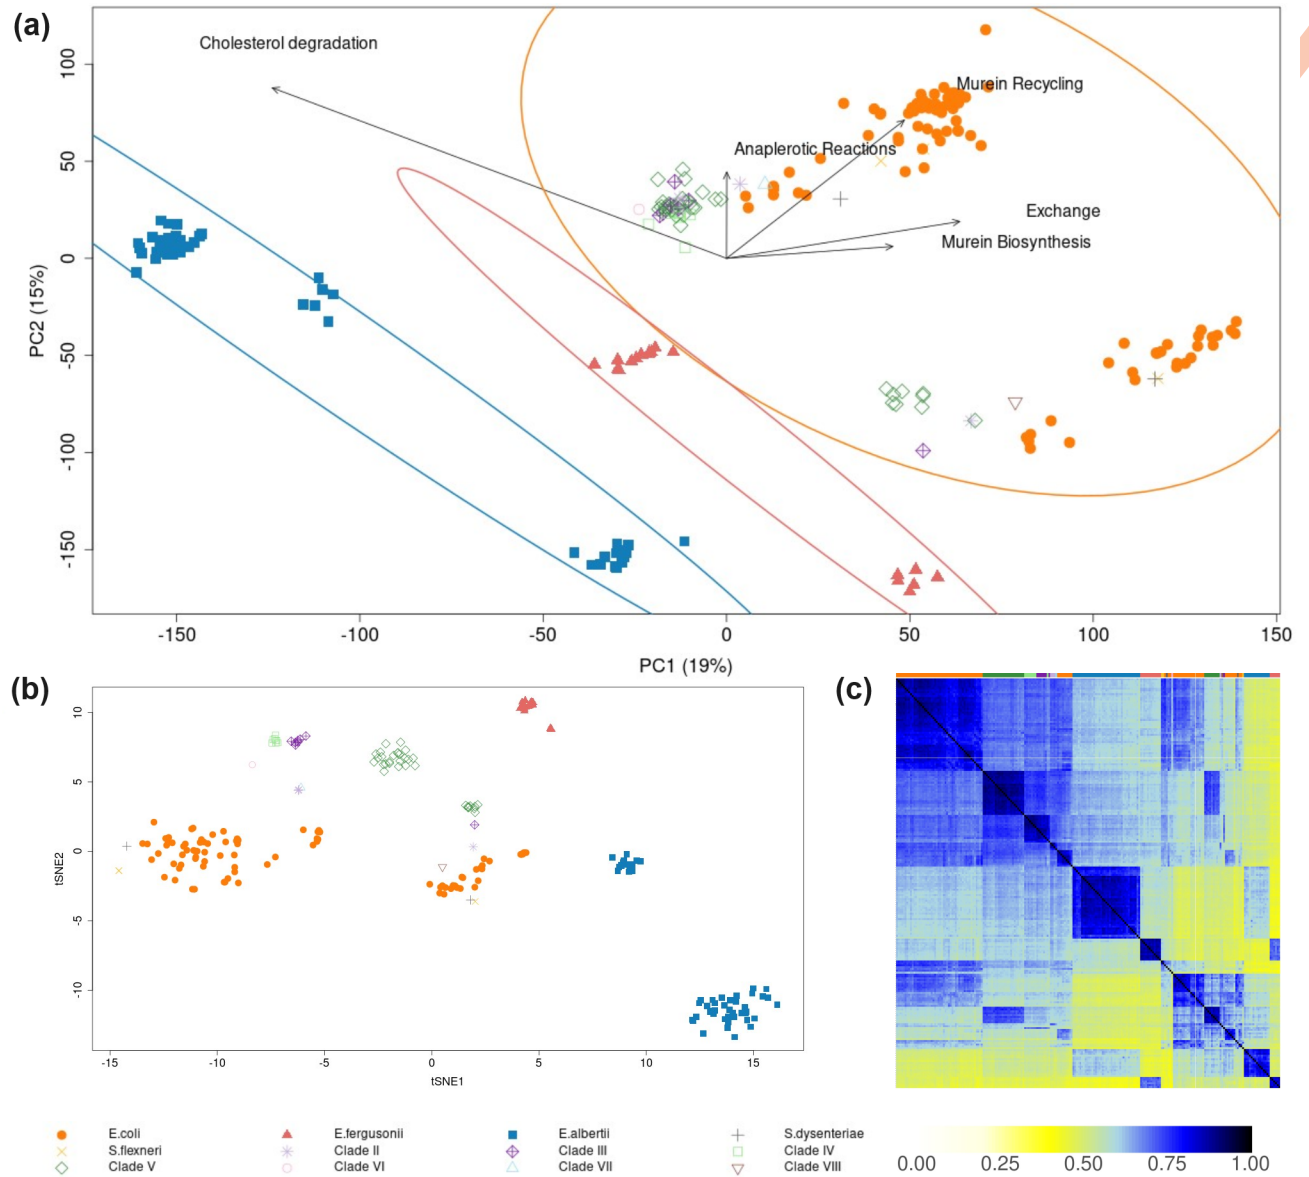 (a)
Cholesterol degradation
Murein Recycling
Anaplerotic Reactions
Exchange
Murein Biosynthesis
PC2 (15%)
100
50
0
-50
-100
-150
-150
-100
-50
0
50
100
150
PC1 (19%)
(b)
tSNE2
10
5
0
-5
-10
-15
-10
-5
0
5
10
15
tSNE1
(c)
E.coli
E.fergusonii
E.albertii
S.dysenteriae
S.flexneri
Clade II
Clade III
Clade IV
Clade V
Clade VI
Clade VII
Clade VIII
0.00
0.25
0.50
0.75
1.00